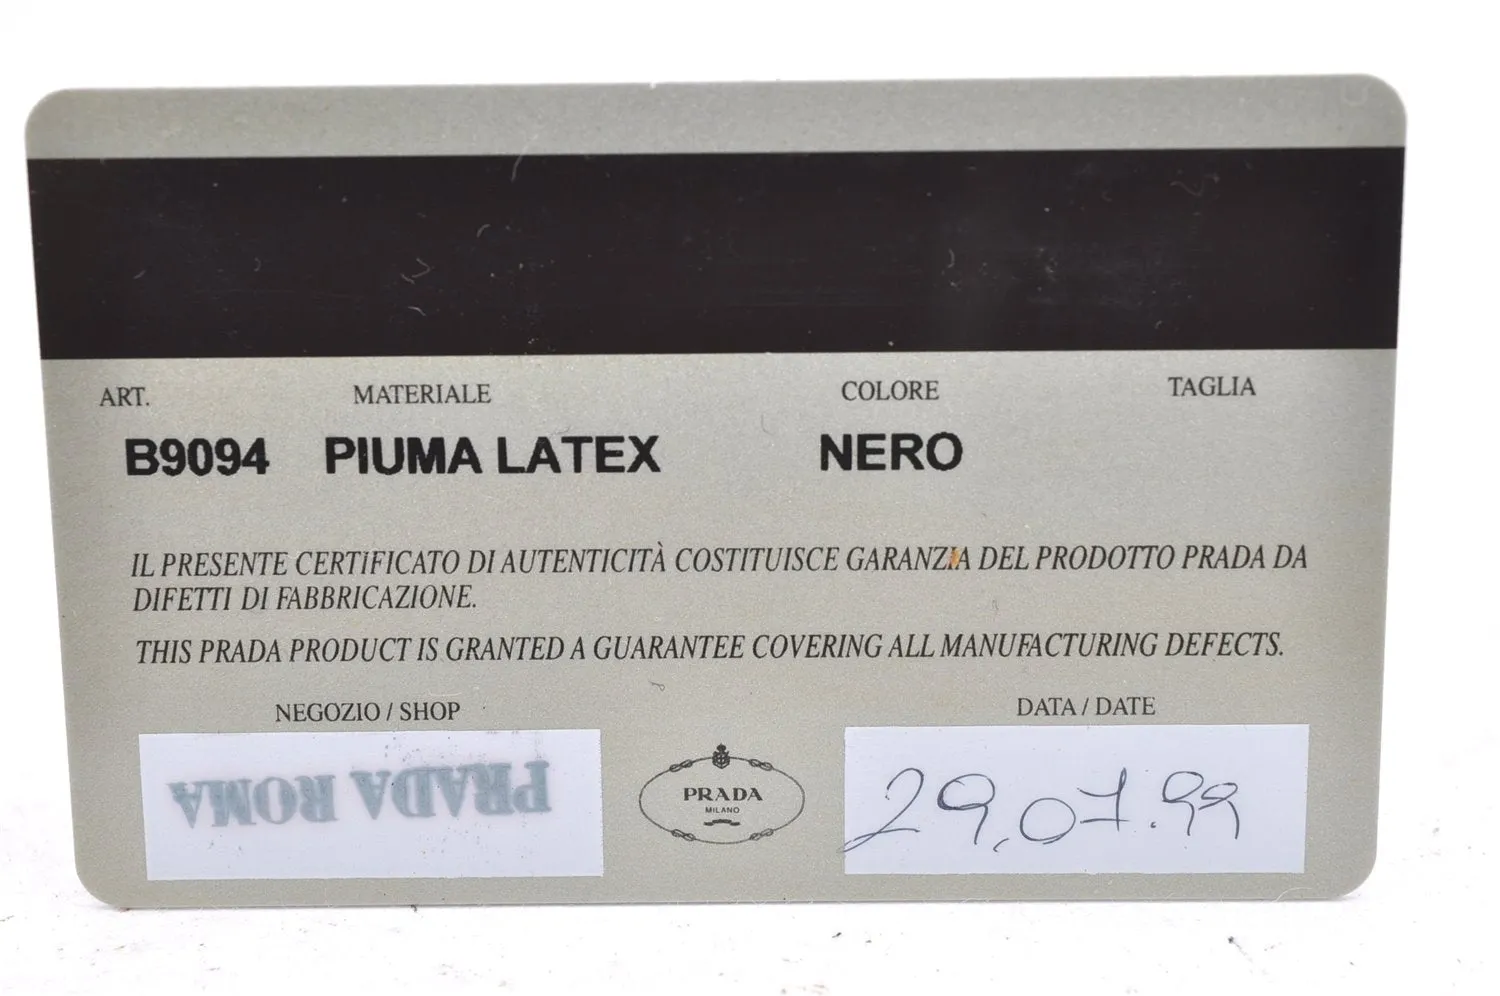 ART. MATERIALE COLORE TAGLIA
B9094 PIUMA LATEX NERO
IL PRESENTE CERTIFICATO DI AUTENTICITÀ COSTITUISCE GARANZIA DEL PRODOTTO PRADA DA
DIFETTI DI FABBRICAZIONE.
THIS PRADA PRODUCT IS GRANTED A GUARANTEE COVERING ALL MANUFACTURING DEFECTS.
NEGOZIO / SHOP
DATA / DATE
PRADA ROMA
PRADA
MILANO
29.07.99